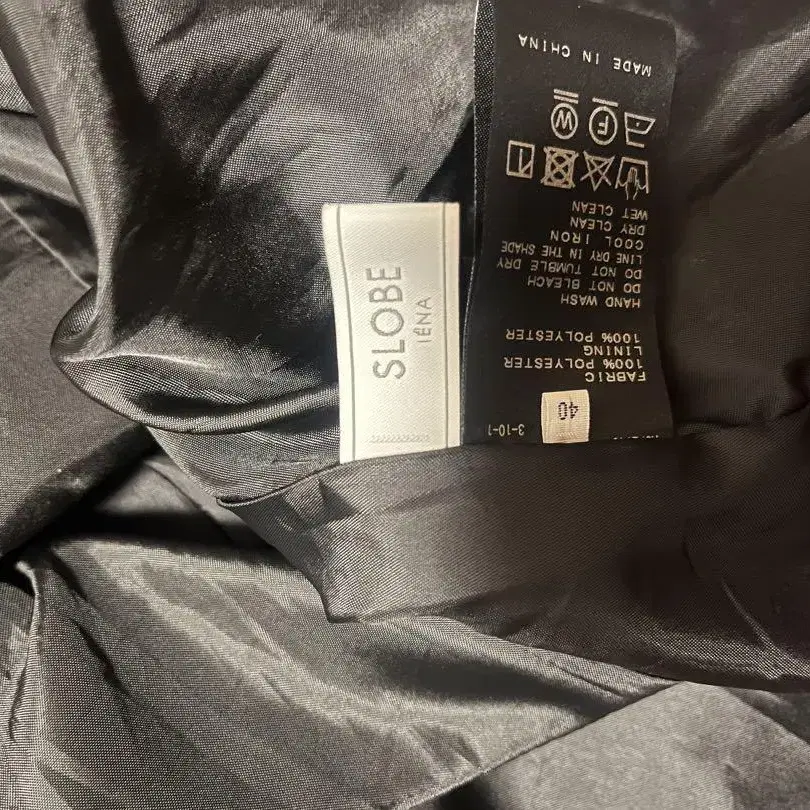 SLOBE
IÉNA
40
3-10-1
FABRIC
100% POLYESTER
LINING
100% POLYESTER
HAND WASH
DO NOT BLEACH
DO NOT TUMBLE DRY
LINE DRY IN THE SHADE
COOL IRON
DRY CLEAN
WET CLEAN
F W
MADE IN CHINA